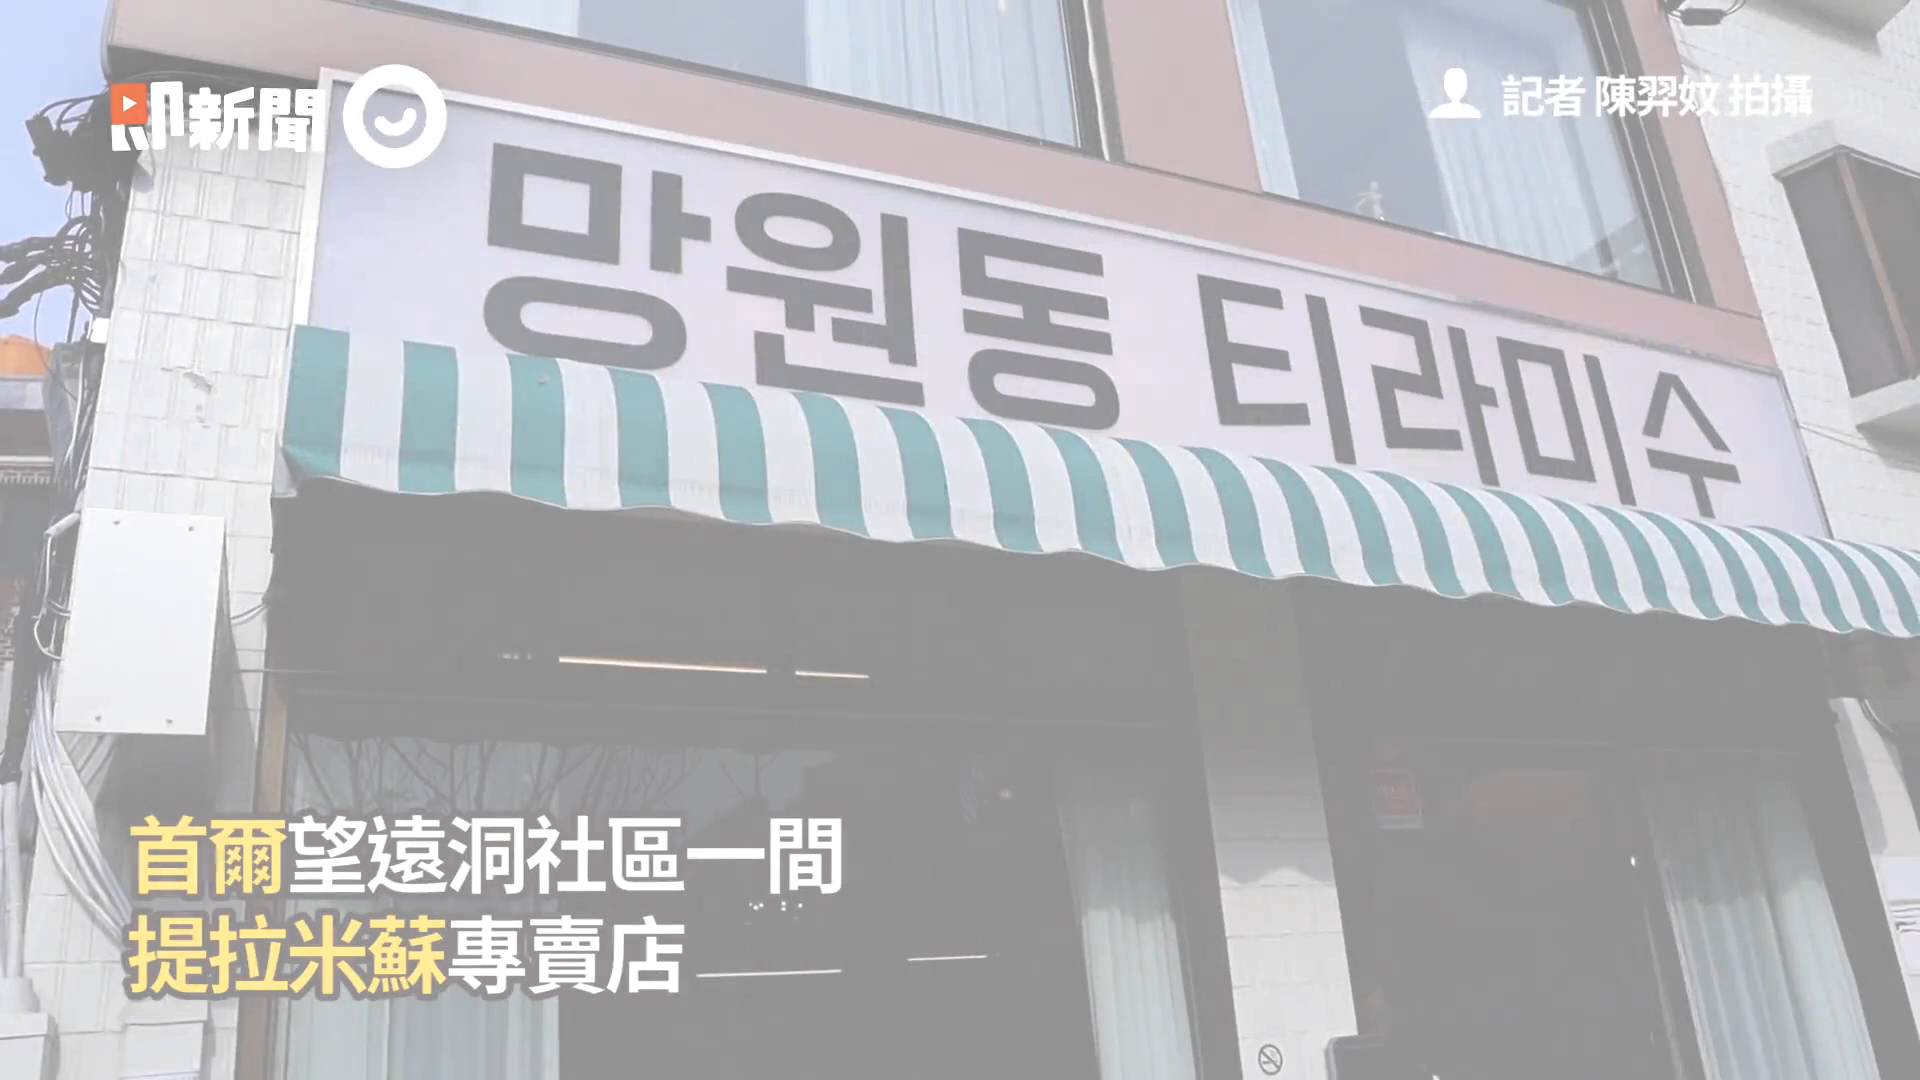 即新聞
記者 陳羿妏 拍攝
망원동 티라미수
首爾望遠洞社區一間
提拉米蘇專賣店